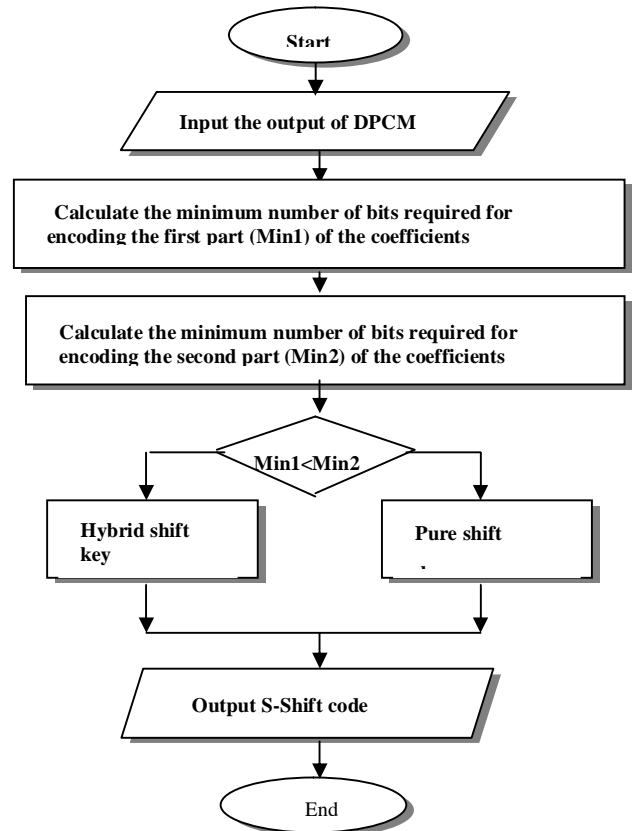 Start
Input the output of DPCM
Calculate the minimum number of bits required for
encoding the first part (Min1) of the coefficients
Calculate the minimum number of bits required for
encoding the second part (Min2) of the coefficients
Min1<Min2
Hybrid shift
key
Pure shift
Output S-Shift code
End